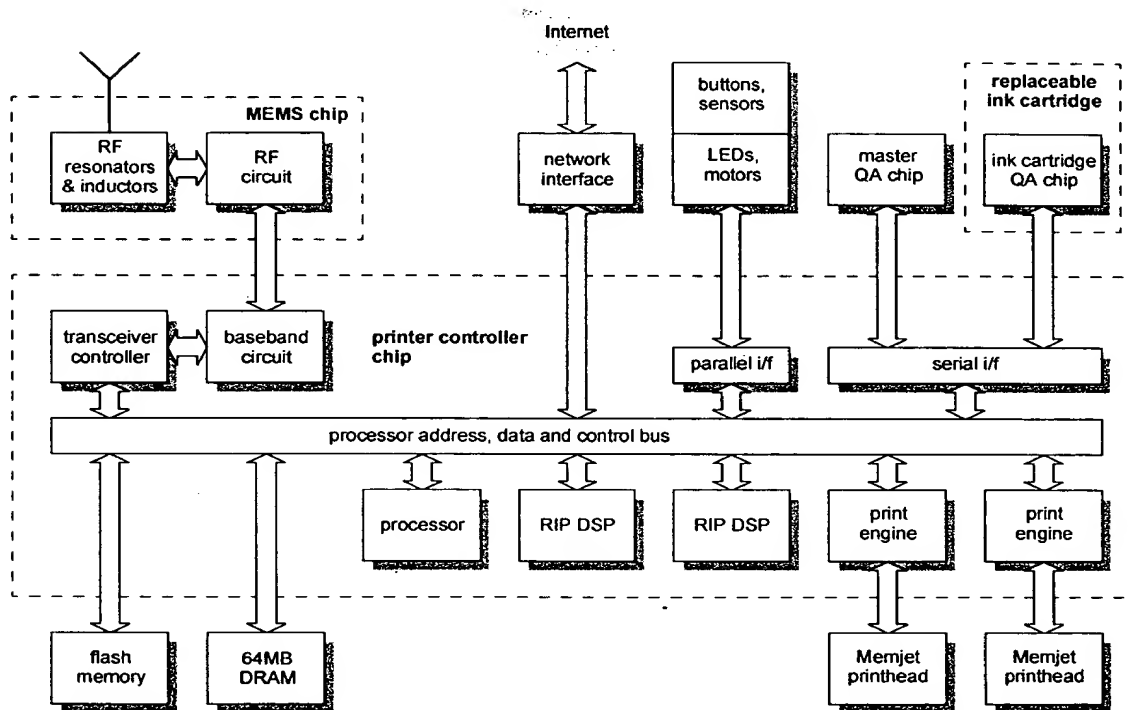 Internet
MEMS chip
RF
resonators
& inductors
RF
circuit
network
interface
buttons,
sensors
LEDs,
motors
master
QA chip
replaceable
ink cartridge
ink cartridge
QA chip
transceiver
controller
baseband
circuit
printer controller
chip
parallel i/f
serial i/f
processor address, data and control bus
processor
RIP DSP
RIP DSP
print
engine
print
engine
flash
memory
64MB
DRAM
Memjet
printhead
Memjet
printhead